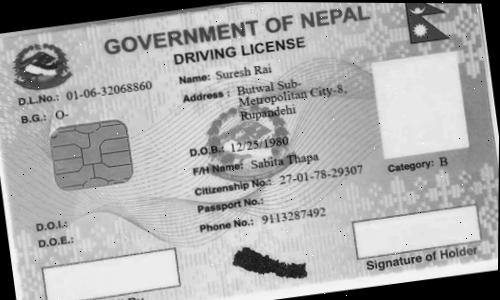 GOVERNMENT OF NEPAL
DRIVING LICENSE
D.L.No.: 01-06-32068860
B.G.: O-
Name: Suresh Rai
Address : Butwal Sub-
Metropolitan City-8,
Rupandehi
D.O.B.: 12/25/1980
F/H Name: Sabita Thapa
Citizenship No.: 27-01-78-29307
Passport No.:
Phone No.: 9113287492
Category: B
D.O.I.:
D.O.E.:
Signature of Holder
By